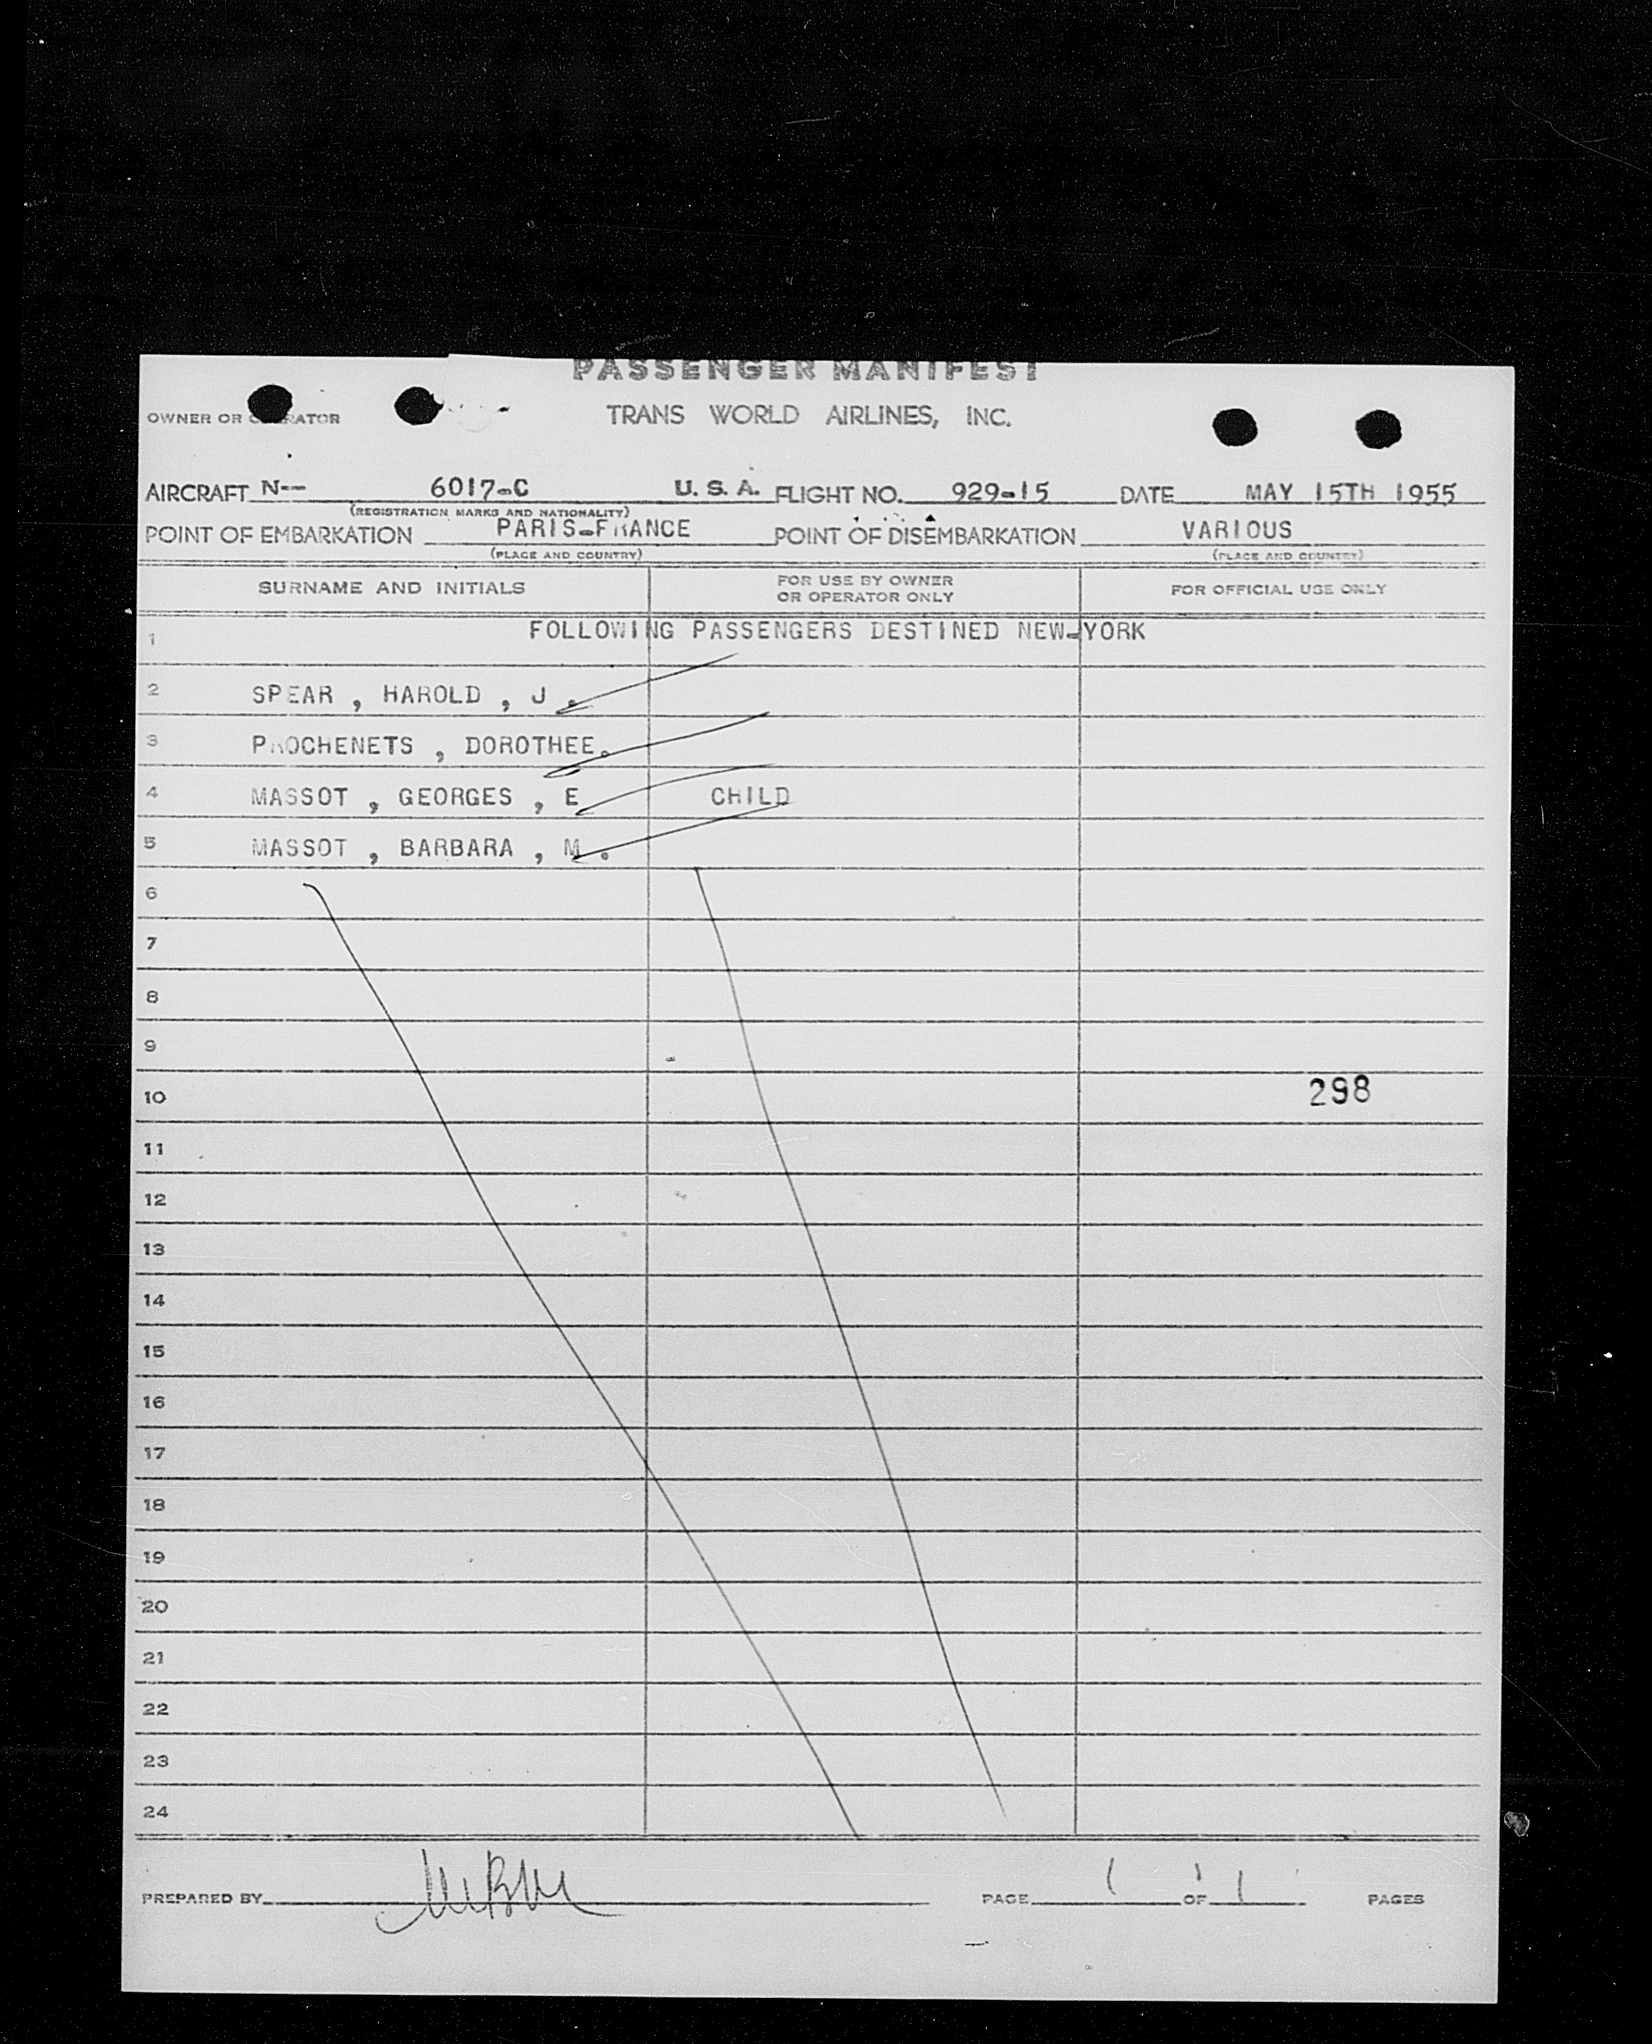 PASSENGER MANIFEST
OWNER OR OPERATOR TRANS WORLD AIRLINES, INC.
AIRCRAFT N-- 6017-C U. S. A. FLIGHT NO. 929-15 DATE MAY 15TH 1955
(REGISTRATION MARKS AND NATIONALITY)
POINT OF EMBARKATION PARIS-FRANCE POINT OF DISEMBARKATION VARIOUS
(PLACE AND COUNTRY) (PLACE AND COUNTRY)
SURNAME AND INITIALS FOR USE BY OWNER OR OPERATOR ONLY FOR OFFICIAL USE ONLY
1 FOLLOWING PASSENGERS DESTINED NEW-YORK
2 SPEAR , HAROLD , J .
3 PROCHENETS , DOROTHEE.
4 MASSOT , GEORGES , E CHILD
5 MASSOT , BARBARA , M .
6
7
8
9
10 298
11
12
13
14
15
16
17
18
19
20
21
22
23
24
PREPARED BY PAGE 1 OF 1 PAGES